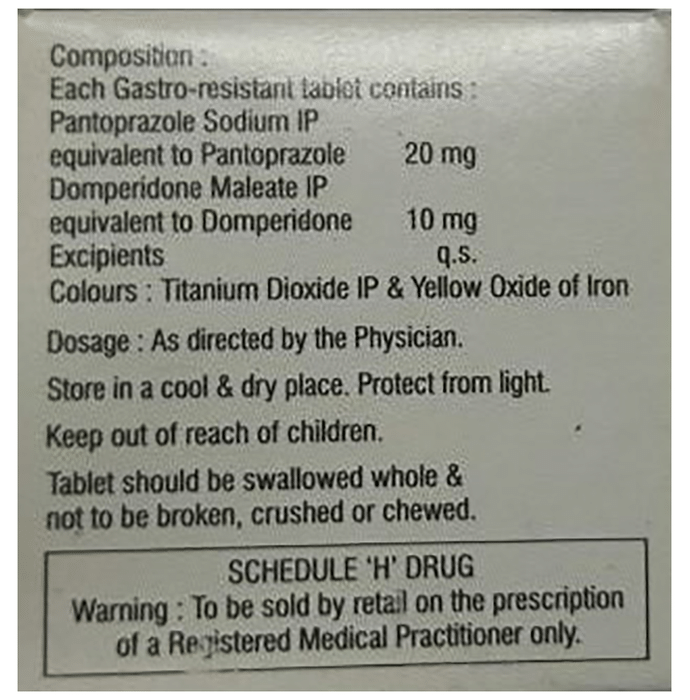 Composition :
Each Gastro-resistant tablet contains :
Pantoprazole Sodium IP
equivalent to Pantoprazole 20 mg
Domperidone Maleate IP
equivalent to Domperidone 10 mg
Excipients q.s.
Colours : Titanium Dioxide IP & Yellow Oxide of Iron
Dosage : As directed by the Physician.
Store in a cool & dry place. Protect from light.
Keep out of reach of children.
Tablet should be swallowed whole &
not to be broken, crushed or chewed.
SCHEDULE 'H' DRUG
Warning : To be sold by retail on the prescription
of a Registered Medical Practitioner only.